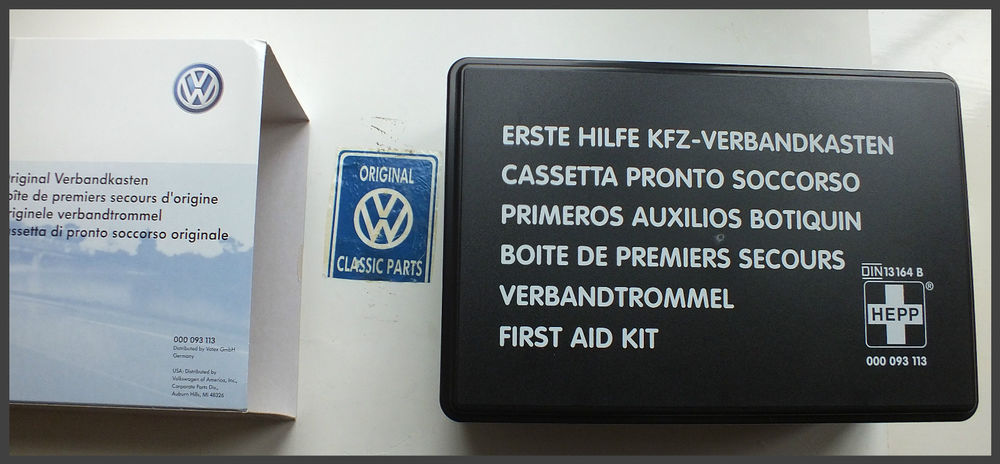 riginal Verbandkasten
oîte de premiers secours d'origine
riginele verbandtrommel
ssetta di pronto soccorso originale
000 093 113
Distributed by Votex GmbH
Germany
USA: Distributed by
Volkswagen of America, Inc.,
Corporate Parts Div.,
Auburn Hills, MI 48326
ORIGINAL
CLASSIC PARTS
ERSTE HILFE KFZ-VERBANDKASTEN
CASSETTA PRONTO SOCCORSO
PRIMEROS AUXILIOS BOTIQUIN
BOITE DE PREMIERS SECOURS
VERBANDTROMMEL
FIRST AID KIT
DIN 13 164 B
HEPP®
000 093 113